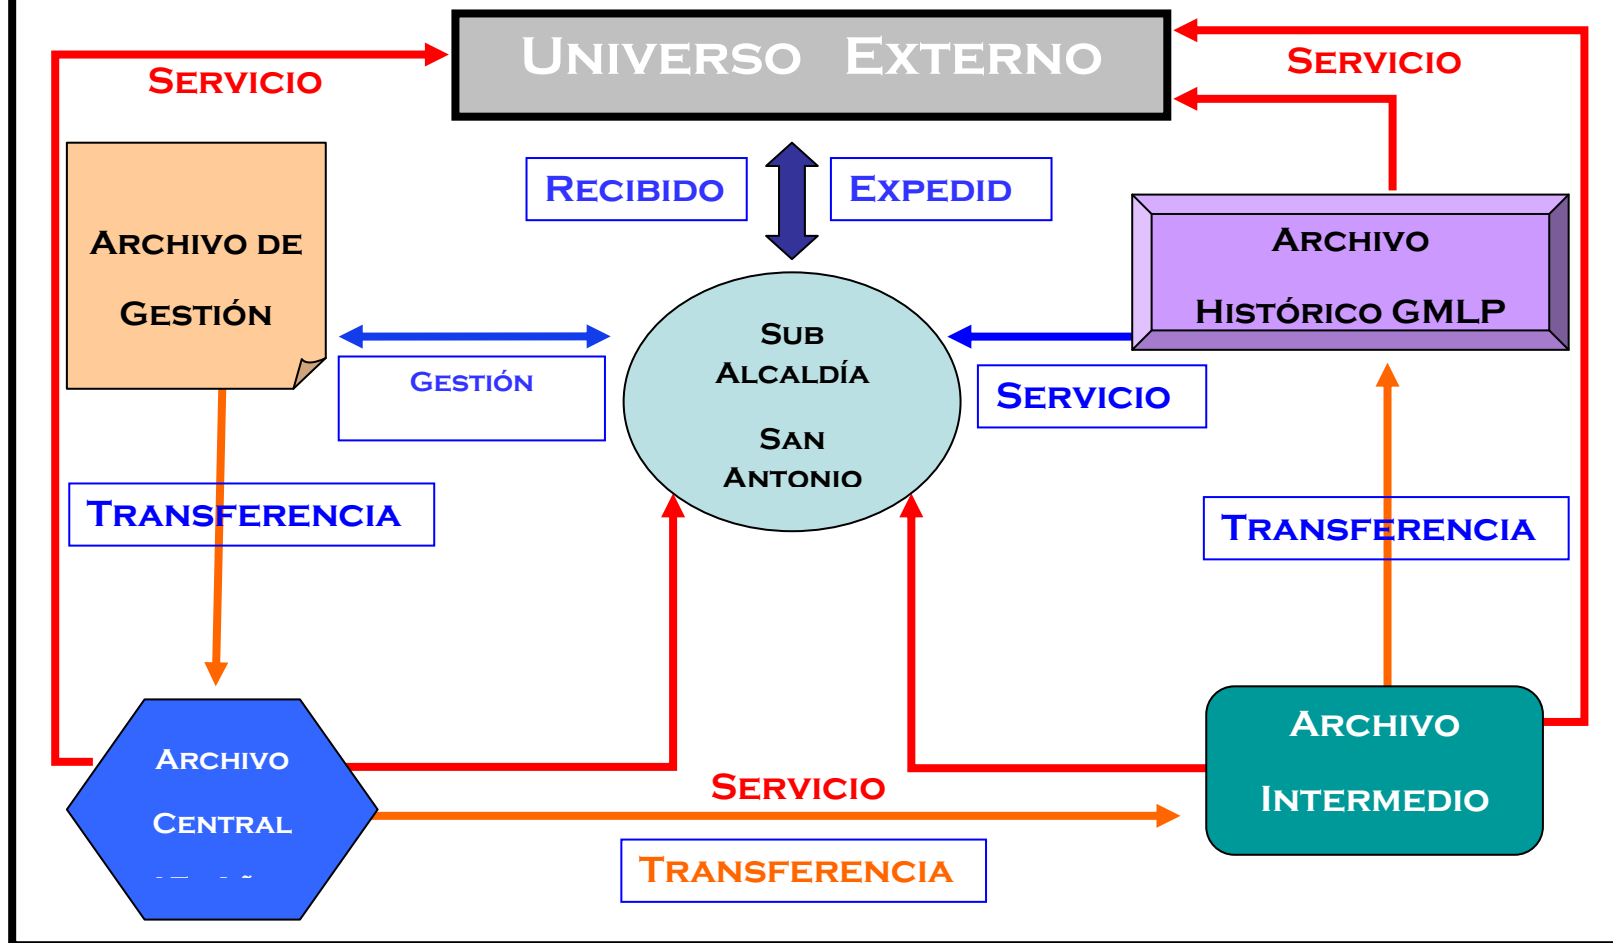 UNIVERSO EXTERNO
SERVICIO
SERVICIO
RECIBIDO
EXPEDID
ARCHIVO DE
GESTIÓN
ARCHIVO
HISTÓRICO GMLP
GESTIÓN
SUB
ALCALDÍA
SAN
ANTONIO
SERVICIO
TRANSFERENCIA
TRANSFERENCIA
ARCHIVO
CENTRAL
SERVICIO
TRANSFERENCIA
ARCHIVO
INTERMEDIO